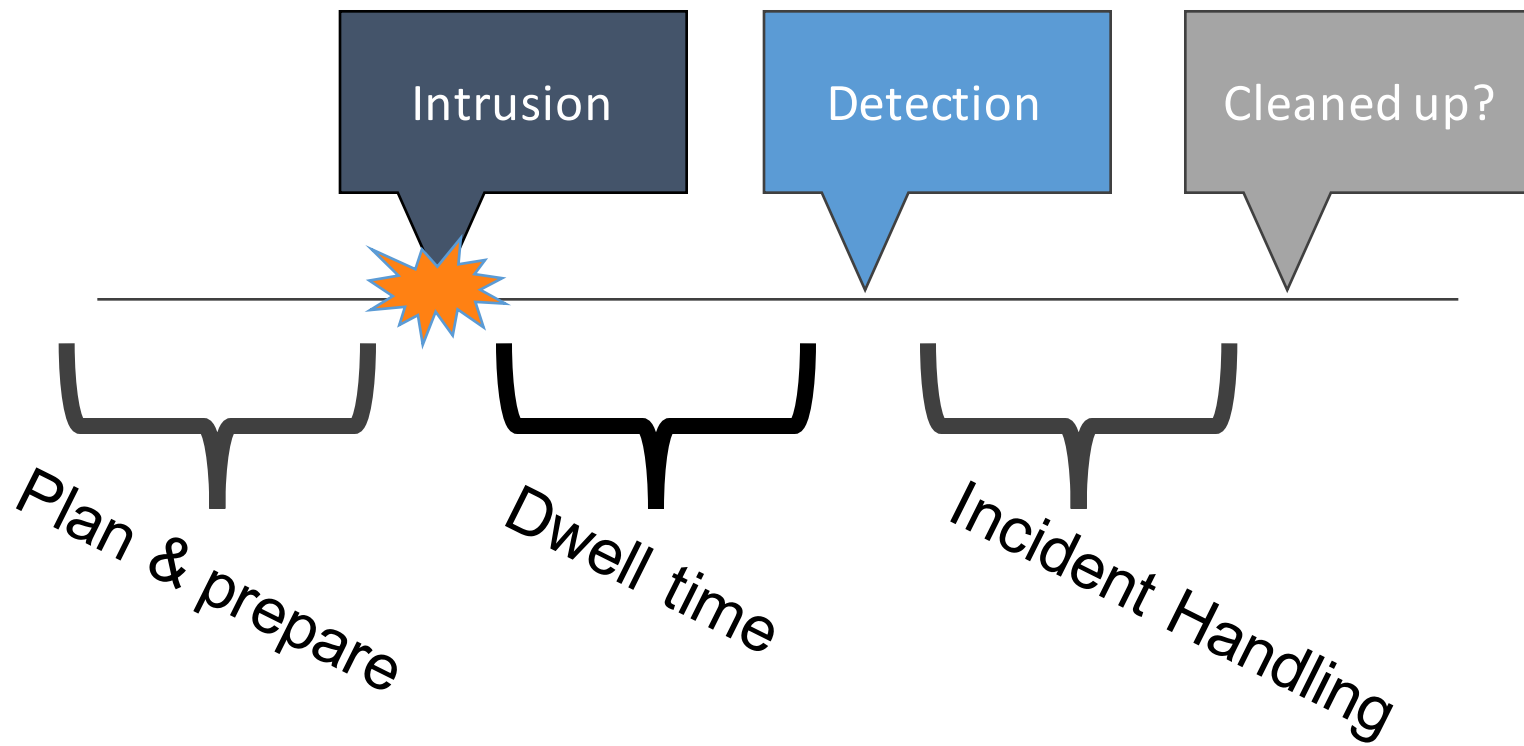 Intrusion
Detection
Cleaned up?
Plan & prepare
Dwell time
Incident Handling